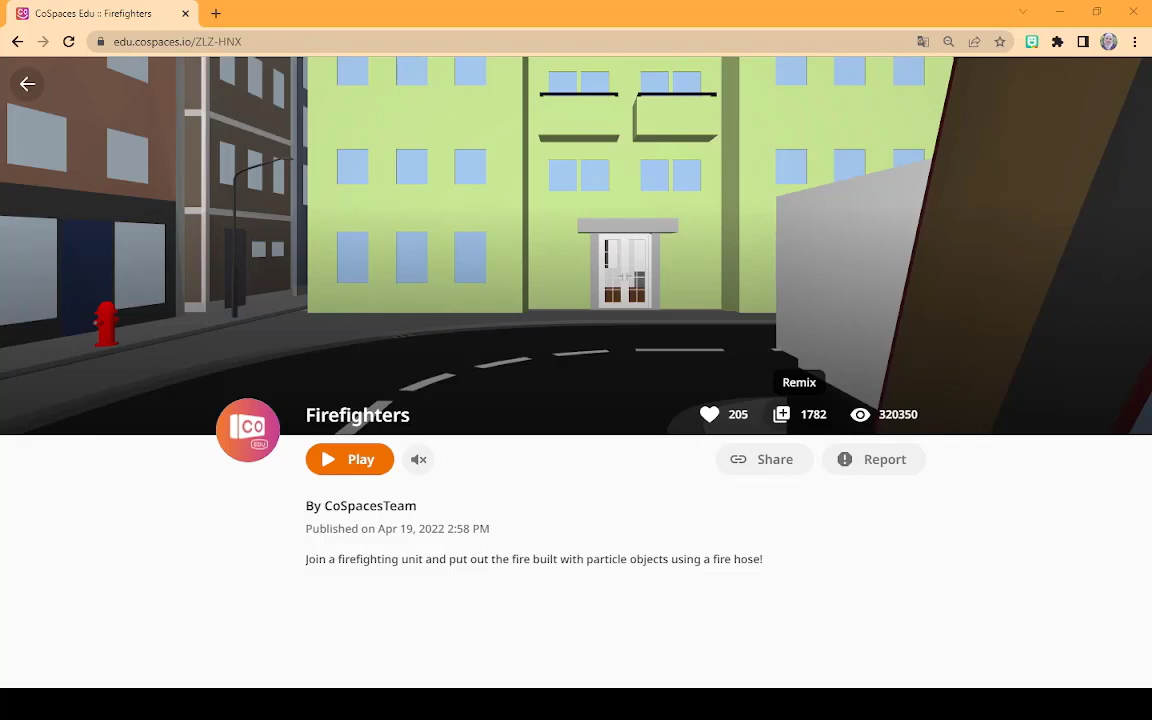 CoSpaces Edu :: Firefighters
edu.cospaces.io/ZLZ-HNX
Remix
CO
EDU
Firefighters
205
1782
320350
Play
Share
Report
By CoSpacesTeam
Published on Apr 19, 2022 2:58 PM
Join a firefighting unit and put out the fire built with particle objects using a fire hose!